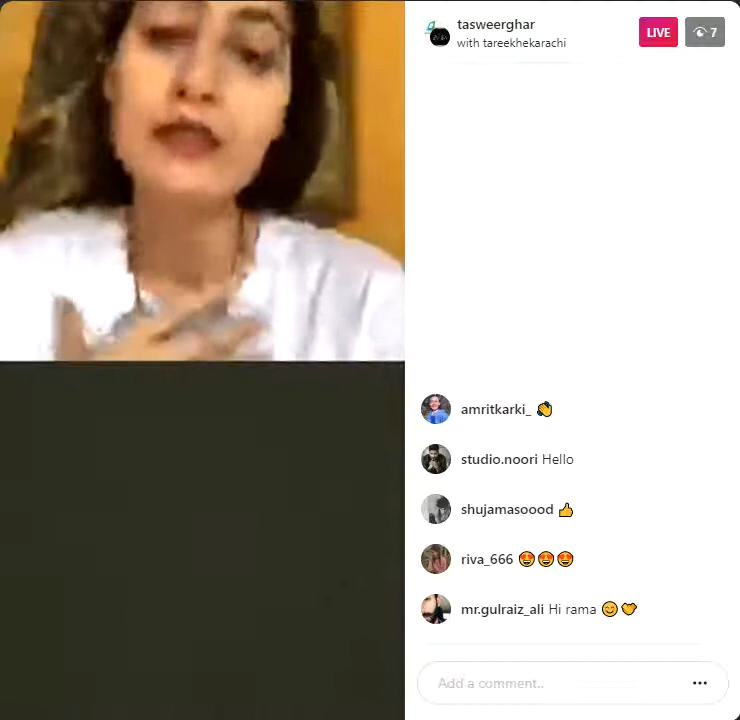 tasweerghar
with tareekhekarachi
LIVE
7
amritkarki_ 👏
studio.noori Hello
shujamasoood 👍
riva_666 🤩🤩🤩
mr.gulraiz_ali Hi rama 😊
Add a comment..